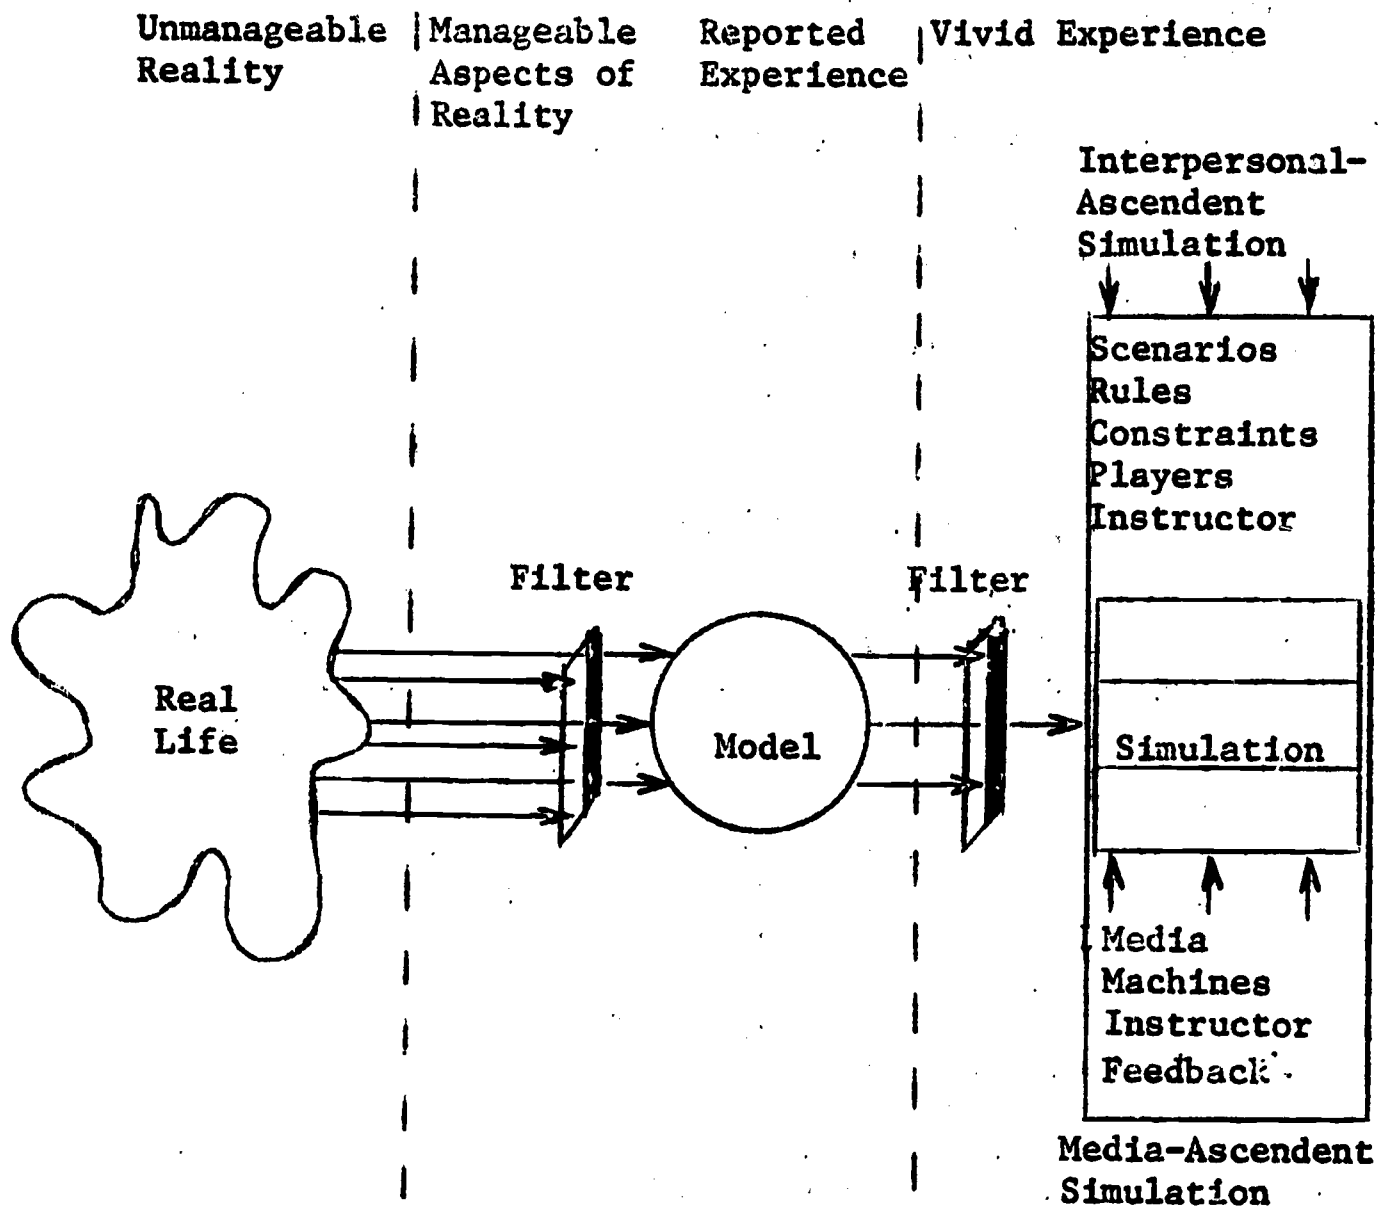 Unmanageable
Reality
Manageable
Aspects of
Reality
Reported
Experience
Vivid Experience
Interpersonal-
Ascendent
Simulation
Scenarios
Rules
Constraints
Players
Instructor
Filter
Filter
Real
Life
Model
Simulation
Media
Machines
Instructor
Feedback
Media-Ascendent
Simulation